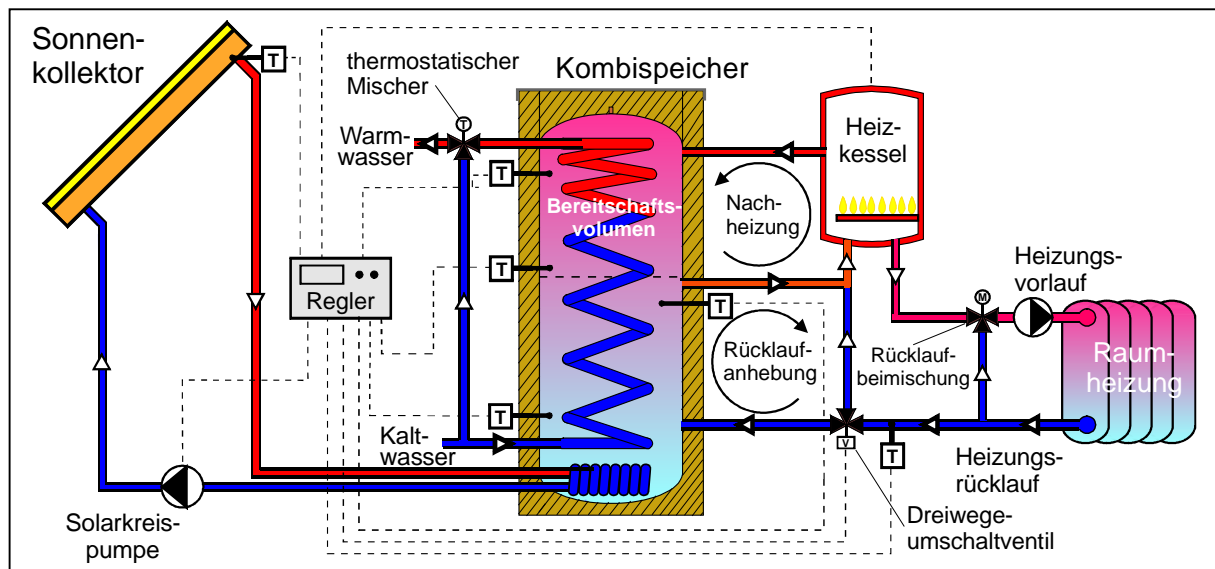 Sonnen-
kollektor
T
thermostatischer
Mischer
T
Kombispeicher
Warm-
wasser
T
Bereitschafts-
volumen
Heiz-
kessel
Nach-
heizung
T
T
Regler
Heizungs-
vorlauf
M
Rücklauf-
anhebung
Rücklauf-
beimischung
Raum-
heizung
T
Kalt-
wasser
V
T
Heizungs-
rücklauf
Solarkreis-
pumpe
Dreiwege-
umschaltventil